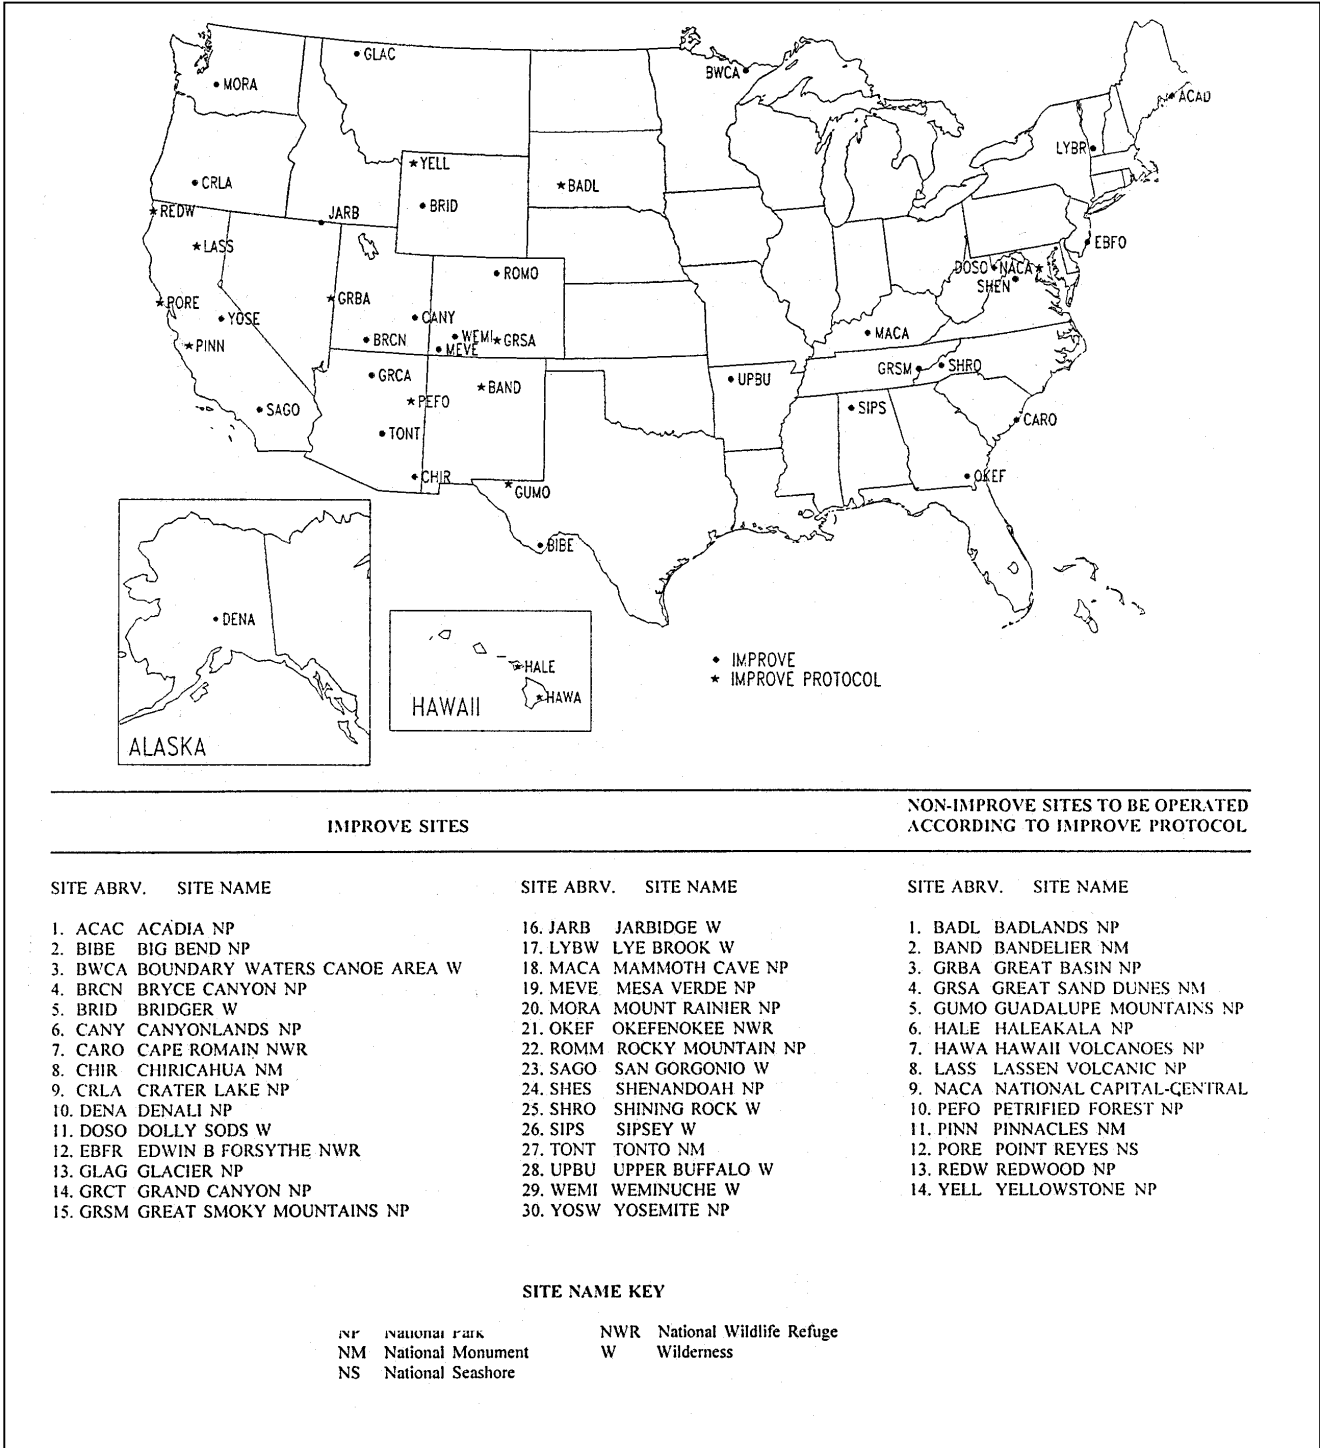 GLAC
BWCA
MORA
ACAD
LYBR
YELL
CRLA
BADL
BRID
REDW
JARB
LASS
EBFO
DOSO NACA
ROMO
SHEN
GRBA
PORE
CANY
YOSE
WEMI GRSA
MACA
BRCN
PINN
MEVE
GRSM
SHRO
GRCA
UPBU
BAND
PEFO
SAGO
SIPS
CARO
TONT
CHIR
OKEF
GUMO
BIBE
DENA
IMPROVE
HALE
IMPROVE PROTOCOL
HAWA
HAWAII
ALASKA
IMPROVE SITES
NON-IMPROVE SITES TO BE OPERATED
ACCORDING TO IMPROVE PROTOCOL
SITE ABRV. SITE NAME
1. ACAC ACADIA NP
2. BIBE BIG BEND NP
3. BWCA BOUNDARY WATERS CANOE AREA W
4. BRCN BRYCE CANYON NP
5. BRID BRIDGER W
6. CANY CANYONLANDS NP
7. CARO CAPE ROMAIN NWR
8. CHIR CHIRICAHUA NM
9. CRLA CRATER LAKE NP
10. DENA DENALI NP
11. DOSO DOLLY SODS W
12. EBFR EDWIN B FORSYTHE NWR
13. GLAG GLACIER NP
14. GRCT GRAND CANYON NP
15. GRSM GREAT SMOKY MOUNTAINS NP
SITE ABRV. SITE NAME
16. JARB JARBIDGE W
17. LYBW LYE BROOK W
18. MACA MAMMOTH CAVE NP
19. MEVE MESA VERDE NP
20. MORA MOUNT RAINIER NP
21. OKEF OKEFENOKEE NWR
22. ROMM ROCKY MOUNTAIN NP
23. SAGO SAN GORGONIO W
24. SHES SHENANDOAH NP
25. SHRO SHINING ROCK W
26. SIPS SIPSEY W
27. TONT TONTO NM
28. UPBU UPPER BUFFALO W
29. WEMI WEMINUCHE W
30. YOSW YOSEMITE NP
SITE ABRV. SITE NAME
1. BADL BADLANDS NP
2. BAND BANDELIER NM
3. GRBA GREAT BASIN NP
4. GRSA GREAT SAND DUNES NM
5. GUMO GUADALUPE MOUNTAINS NP
6. HALE HALEAKALA NP
7. HAWA HAWAII VOLCANOES NP
8. LASS LASSEN VOLCANIC NP
9. NACA NATIONAL CAPITAL-CENTRAL
10. PEFO PETRIFIED FOREST NP
11. PINN PINNACLES NM
12. PORE POINT REYES NS
13. REDW REDWOOD NP
14. YELL YELLOWSTONE NP
SITE NAME KEY
NP National Park
NM National Monument
NS National Seashore
NWR National Wildlife Refuge
W Wilderness